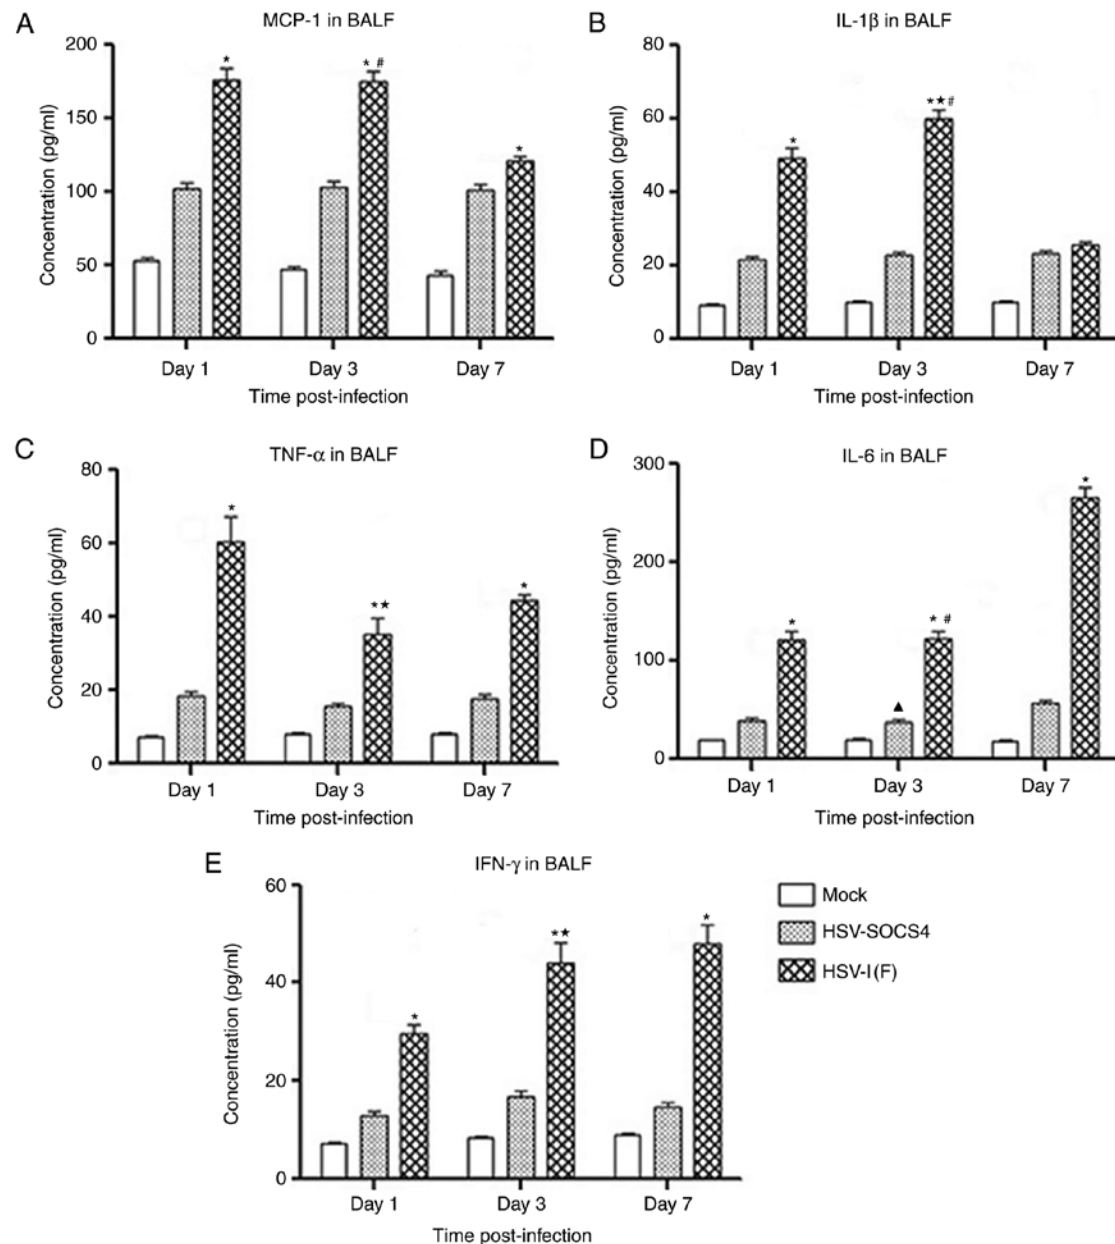 A
MCP-1 in BALF
Concentration (pg/ml)
200
150
100
50
0
* * # *
Day 1 Day 3 Day 7
Time post-infection
B
IL-1β in BALF
Concentration (pg/ml)
80
60
40
20
0
* *★#
Day 1 Day 3 Day 7
Time post-infection
C
TNF-α in BALF
Concentration (pg/ml)
80
60
40
20
0
* *★ *
Day 1 Day 3 Day 7
Time post-infection
D
IL-6 in BALF
Concentration (pg/ml)
300
200
100
0
* ▲ * # *
Day 1 Day 3 Day 7
Time post-infection
E
IFN-γ in BALF
Concentration (pg/ml)
60
40
20
0
* *★ *
Day 1 Day 3 Day 7
Time post-infection
Mock
HSV-SOCS4
HSV-I(F)